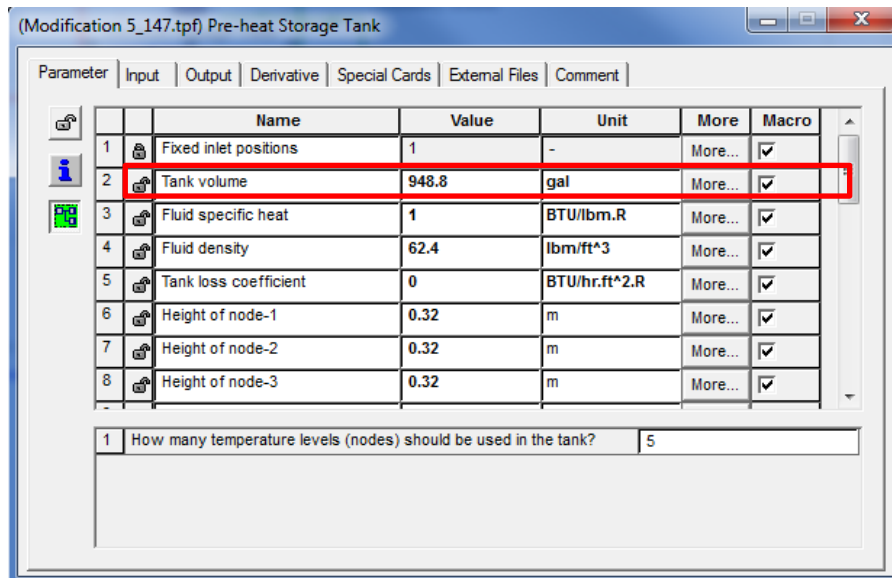 (Modification 5_147.tpf) Pre-heat Storage Tank
Parameter Input Output Derivative Special Cards External Files Comment
Name Value Unit More Macro
1 Fixed inlet positions 1 - More...
2 Tank volume 948.8 gal More...
3 Fluid specific heat 1 BTU/lbm.R More...
4 Fluid density 62.4 lbm/ft^3 More...
5 Tank loss coefficient 0 BTU/hr.ft^2.R More...
6 Height of node-1 0.32 m More...
7 Height of node-2 0.32 m More...
8 Height of node-3 0.32 m More...
1 How many temperature levels (nodes) should be used in the tank? 5